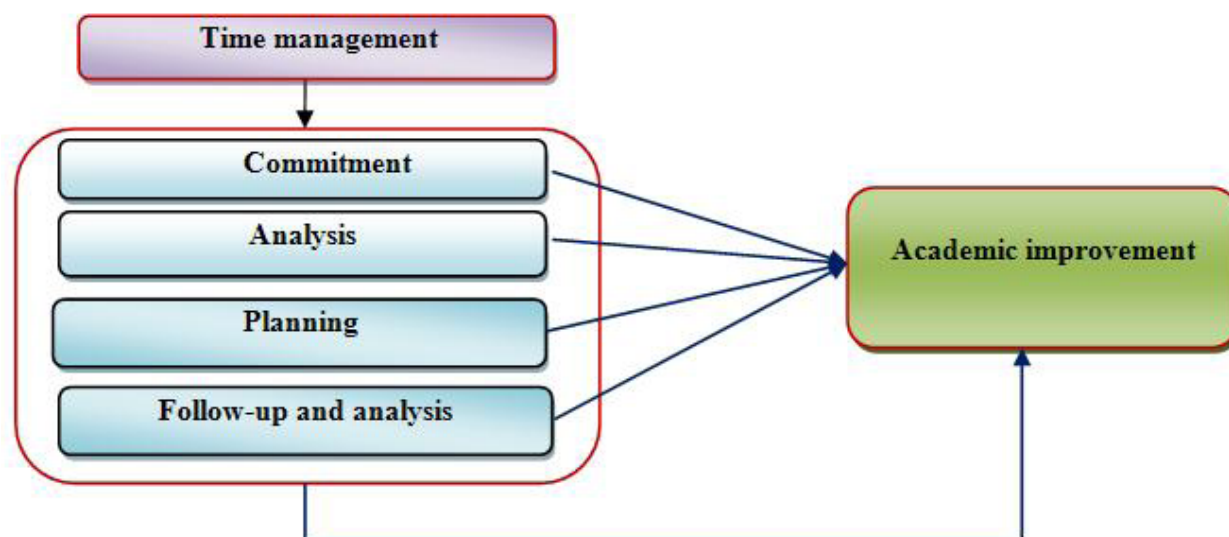 Time management
Commitment
Analysis
Planning
Follow-up and analysis
Academic improvement